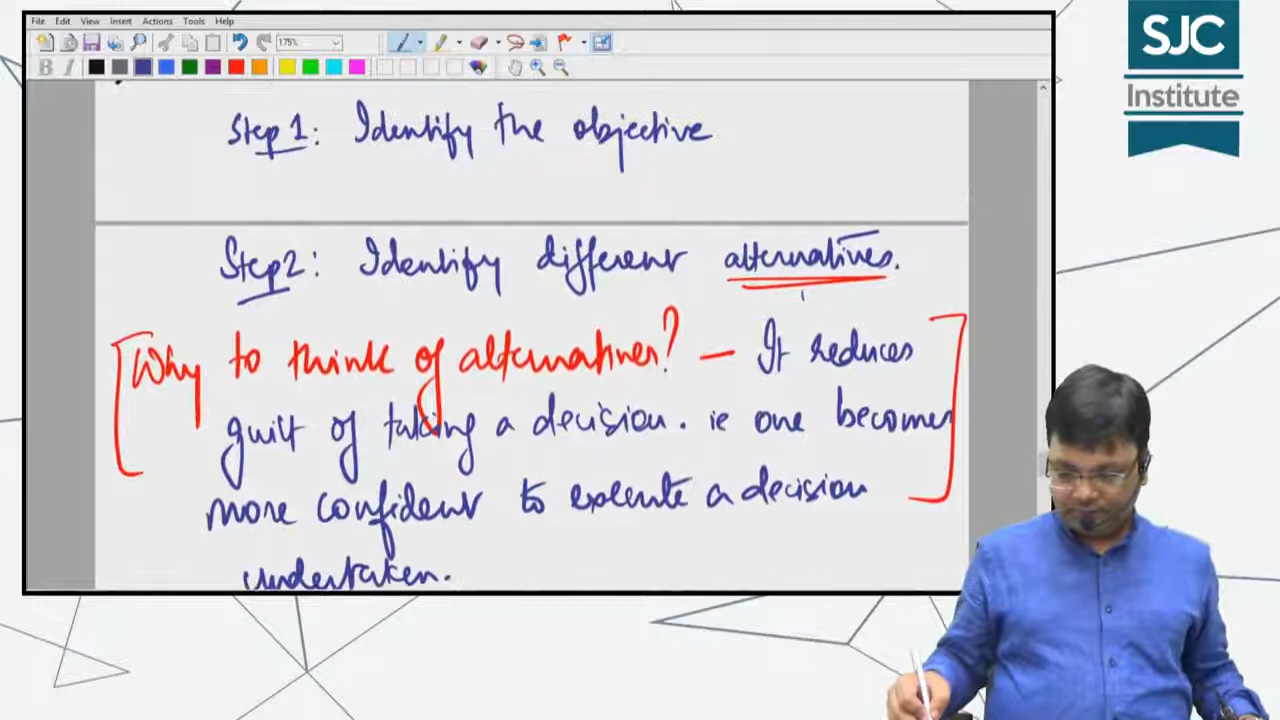 File Edit View Insert Actions Tools Help
175%
SJC
Institute
Step 1: Identify the objective
Step 2: Identify different alternatives.
[Why to think of alternatives? — It reduces
guilt of taking a decision. ie one becomes
more confident to execute a decision]
undertaken.